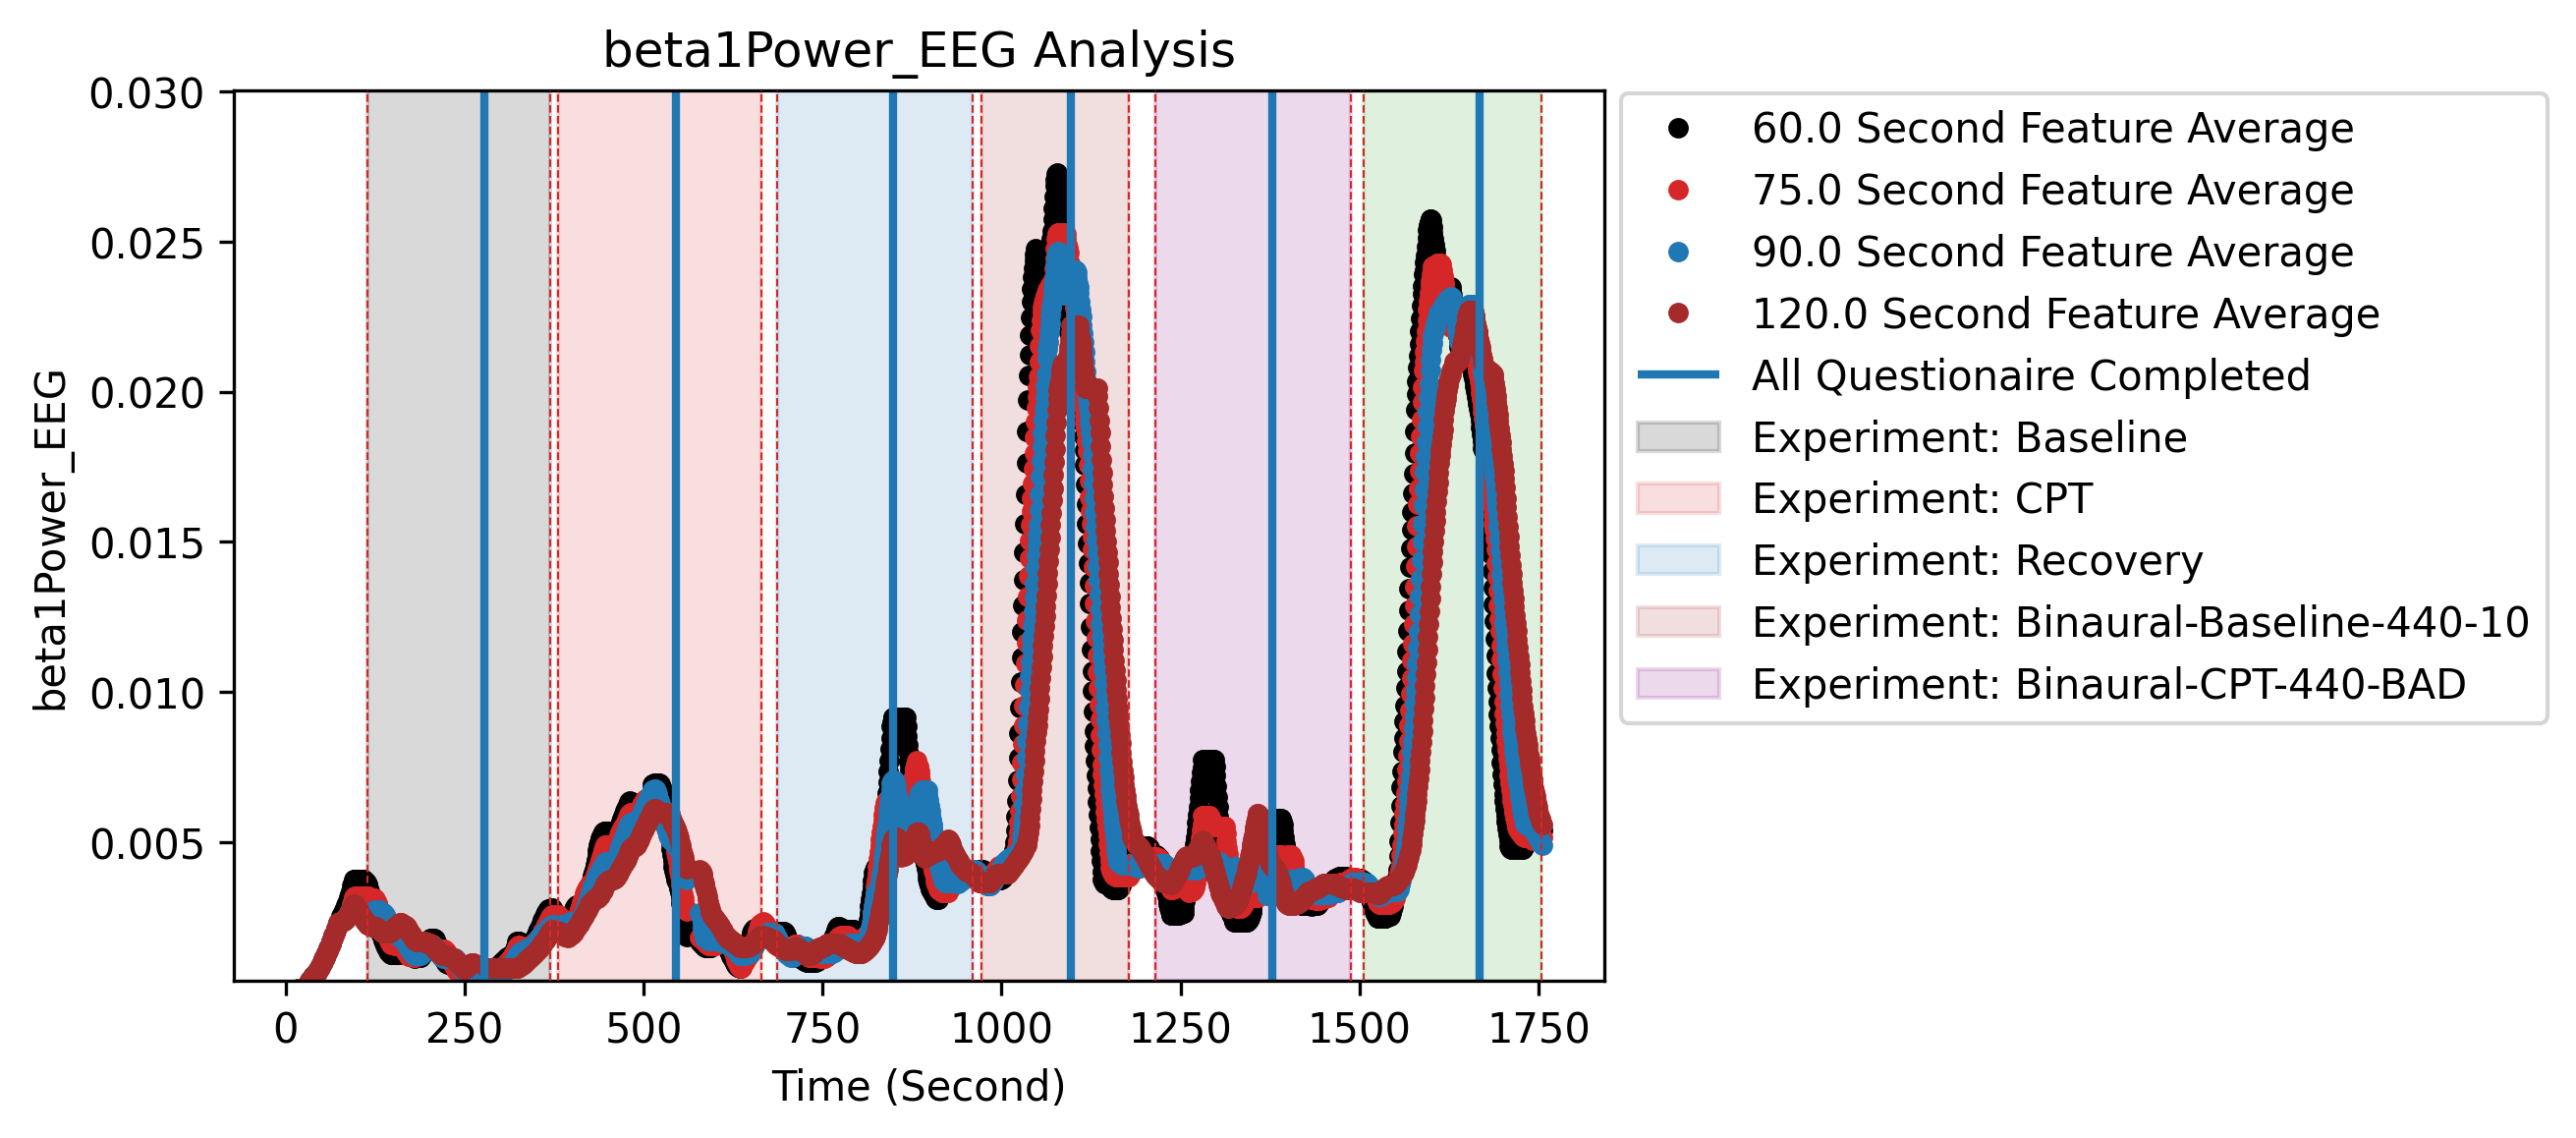 beta1Power_EEG Analysis
beta1Power_EEG
0.030
0.025
0.020
0.015
0.010
0.005
0 250 500 750 1000 1250 1500 1750
Time (Second)
60.0 Second Feature Average
75.0 Second Feature Average
90.0 Second Feature Average
120.0 Second Feature Average
All Questionaire Completed
Experiment: Baseline
Experiment: CPT
Experiment: Recovery
Experiment: Binaural-Baseline-440-10
Experiment: Binaural-CPT-440-BAD